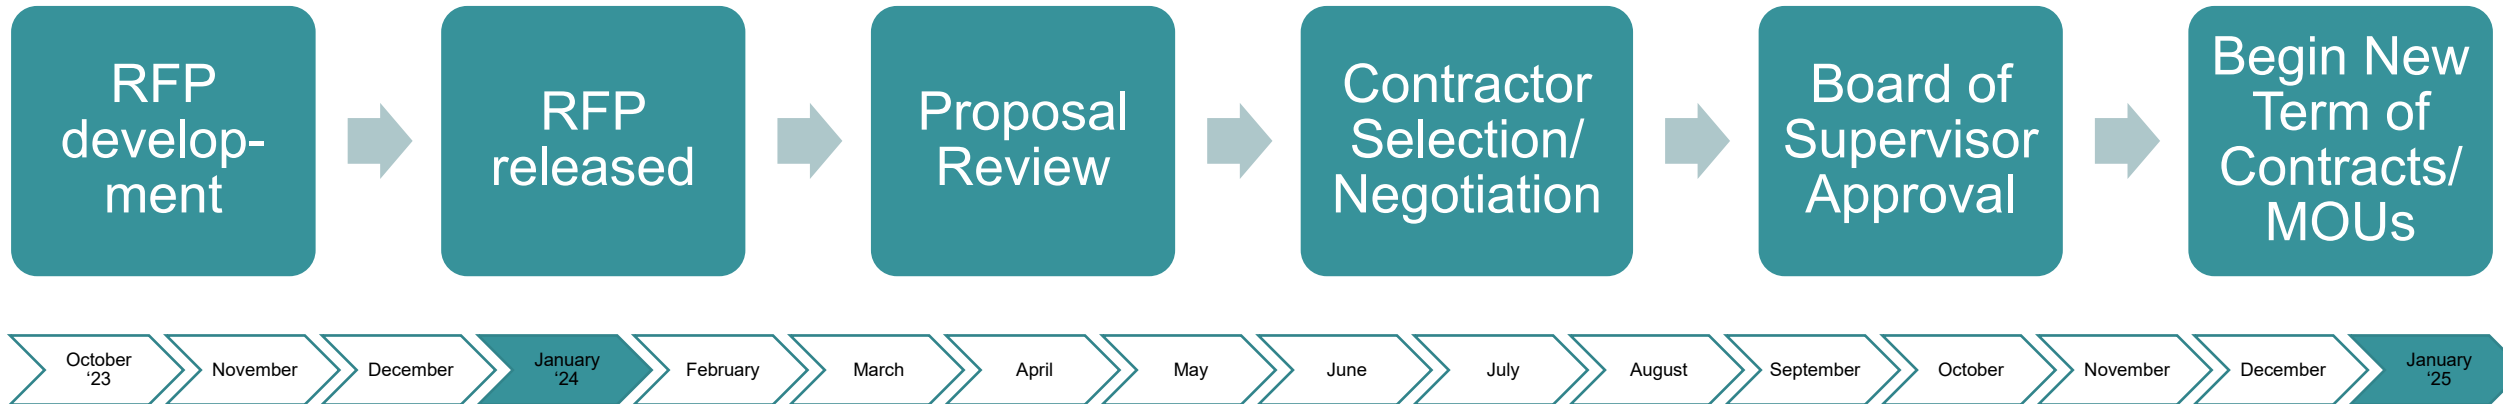 RFP
develop-
ment
RFP
released
Proposal
Review
Contractor
Selection/
Negotiation
Board of
Supervisor
Approval
Begin New
Term of
Contracts/
MOUs
October
‘23
November
December
January
‘24
February
March
April
May
June
July
August
September
October
November
December
January
‘25